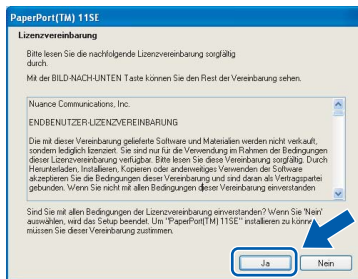 PaperPort(TM) 11SE
Lizenzvereinbarung
Bitte lesen Sie die nachfolgende Lizenzvereinbarung sorgfältig
durch.
Mit der BILD-NACH-UNTEN Taste können Sie den Rest der Vereinbarung sehen.
Nuance Communications, Inc.
ENDBENUTZER-LIZENZVEREINBARUNG
Die mit dieser Vereinbarung gelieferte Software und Materialien werden nicht verkauft,
sondern lediglich lizenziert. Sie sind nur für die Verwendung im Rahmen der Bedingungen
dieser Lizenzvereinbarung verfügbar. Bitte lesen Sie diese Vereinbarung sorgfältig. Durch
Herunterladen, Installieren, Kopieren oder anderweitiges Verwenden der Software
akzeptieren Sie die Bedingungen dieser Vereinbarung und sind daran als Vertragspartei
gebunden. Wenn Sie nicht mit allen Bedingungen dieser Vereinbarung einverstanden
Sind Sie mit allen Bedingungen der Lizenzvereinbarung einverstanden? Wenn Sie 'Nein'
auswählen, wird das Setup beendet. Um "PaperPort(TM) 11SE" installieren zu
müssen Sie dieser Vereinbarung zustimmen.
Ja
Nein